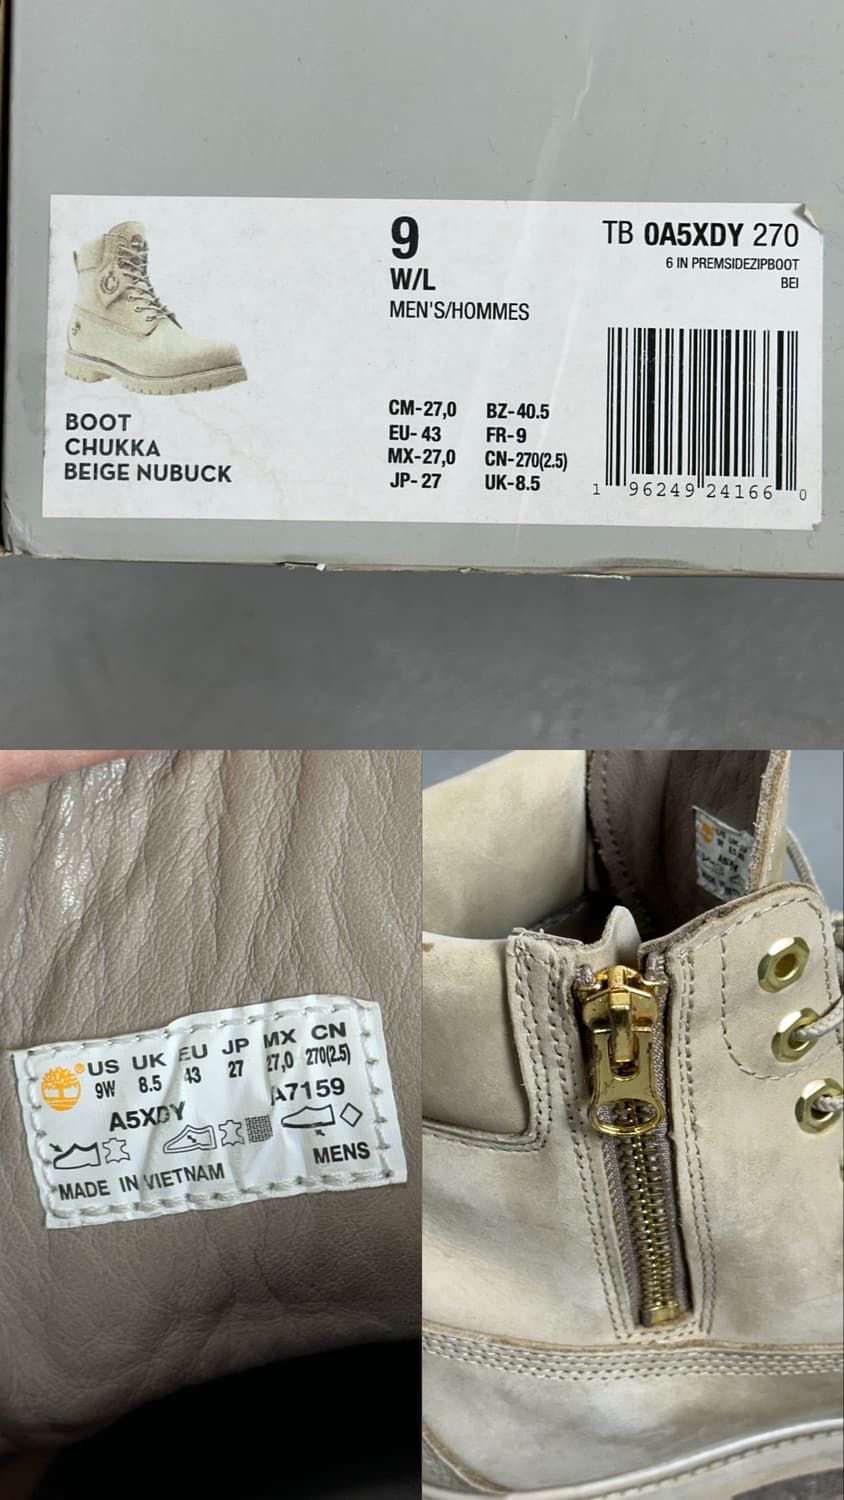 9
W/L
MEN'S/HOMMES
TB 0A5XDY 270
6 IN PREMSIDEZIPBOOT
BEI
BOOT
CHUKKA
BEIGE NUBUCK
CM-27,0 BZ-40.5
EU-43 FR-9
MX-27,0 CN-270(2.5)
JP-27 UK-8.5
1 96249 24166 0
US UK EU JP MX CN
9W 8.5 43 27 27,0 270(2.5)
A5XDY A7159
MENS
MADE IN VIETNAM